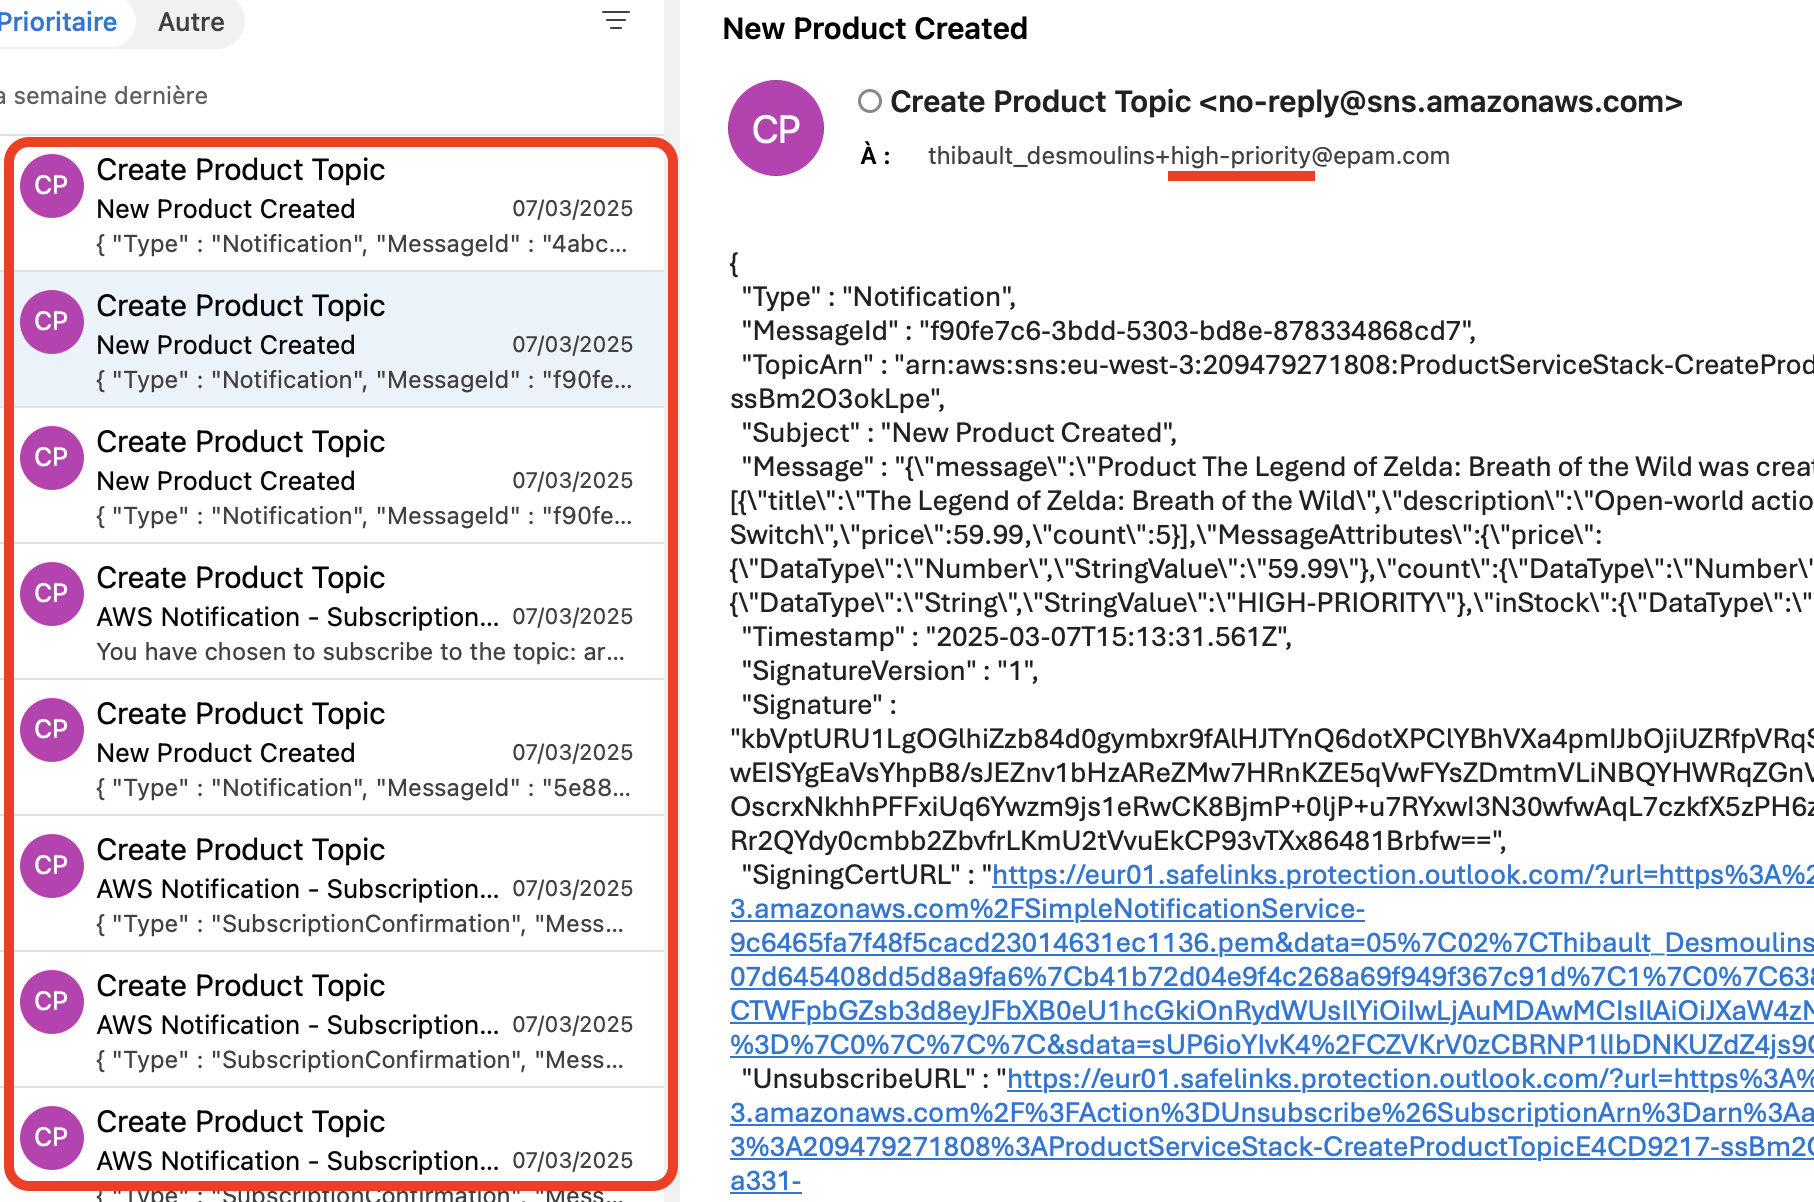 Prioritaire
Autre
a semaine dernière
CP
Create Product Topic
New Product Created
07/03/2025
{ "Type" : "Notification", "MessageId" : "4abc...
CP
Create Product Topic
New Product Created
07/03/2025
{ "Type" : "Notification", "MessageId" : "f90fe...
CP
Create Product Topic
New Product Created
07/03/2025
{ "Type" : "Notification", "MessageId" : "f90fe...
CP
Create Product Topic
AWS Notification - Subscription...
07/03/2025
You have chosen to subscribe to the topic: ar...
CP
Create Product Topic
New Product Created
07/03/2025
{ "Type" : "Notification", "MessageId" : "5e88...
CP
Create Product Topic
AWS Notification - Subscription...
07/03/2025
{ "Type" : "SubscriptionConfirmation", "Mess...
CP
Create Product Topic
AWS Notification - Subscription...
07/03/2025
{ "Type" : "SubscriptionConfirmation", "Mess...
CP
Create Product Topic
AWS Notification - Subscription...
07/03/2025
{ "Type" : "SubscriptionConfirmation", "Mess...
New Product Created
CP
Create Product Topic <no-reply@sns.amazonaws.com>
À : thibault_desmoulins+high-priority@epam.com
{
"Type" : "Notification",
"MessageId" : "f90fe7c6-3bdd-5303-bd8e-878334868cd7",
"TopicArn" : "arn:aws:sns:eu-west-3:209479271808:ProductServiceStack-CreateProd
ssBm2O3okLpe",
"Subject" : "New Product Created",
"Message" : "{\"message\":\"Product The Legend of Zelda: Breath of the Wild was creat
[{\"title\":\"The Legend of Zelda: Breath of the Wild\",\"description\":\"Open-world actio
Switch\",\"price\":59.99,\"count\":5}],\"MessageAttributes\":{\"price\":
{\"DataType\":\"Number\",\"StringValue\":\"59.99\"},\"count\":{\"DataType\":\"Number\"
{\"DataType\":\"String\",\"StringValue\":\"HIGH-PRIORITY\"},\"inStock\":{\"DataType\":\"
"Timestamp" : "2025-03-07T15:13:31.561Z",
"SignatureVersion" : "1",
"Signature" :
"kbVptURU1LgOGlhiZzb84d0gymbxr9fAlHJTYnQ6dotXPClYBhVXa4pmIJbOjiUZRfpVRqS
wEISYgEaVsYhpB8/sJEZnv1bHzAReZMw7HRnKZE5qVwFYsZDmtmVLiNBQYHWRqZGnV
OscrxNkhhPFFxiUq6Ywzm9js1eRwCK8BjmP+0ljP+u7RYxwI3N30wfwAqL7czkfX5zPH6z
Rr2QYdy0cmbb2ZbvfrLKmU2tVvuEkCP93vTXx86481Brbfw==",
"SigningCertURL" : "https://eur01.safelinks.protection.outlook.com/?url=https%3A%2
3.amazonaws.com%2FSimpleNotificationService-
9c6465fa7f48f5cacd23014631ec1136.pem&data=05%7C02%7CThibault_Desmoulins
07d645408dd5d8a9fa6%7Cb41b72d04e9f4c268a69f949f367c91d%7C1%7C0%7C638
CTWFpbGZsb3d8eyJFbXB0eU1hcGkiOnRydWUsIlYiOiIwLjAuMDAwMCIsIlAiOiJXaW4zM
%3D%7C0%7C%7C%7C&sdata=sUP6ioYIvK4%2FCZVKrV0zCBRNP1lIbDNKUZdZ4js9C
"UnsubscribeURL" : "https://eur01.safelinks.protection.outlook.com/?url=https%3A%
3.amazonaws.com%2F%3FAction%3DUnsubscribe%26SubscriptionArn%3Darn%3Aa
3%3A209479271808%3AProductServiceStack-CreateProductTopicE4CD9217-ssBm2O
a331-